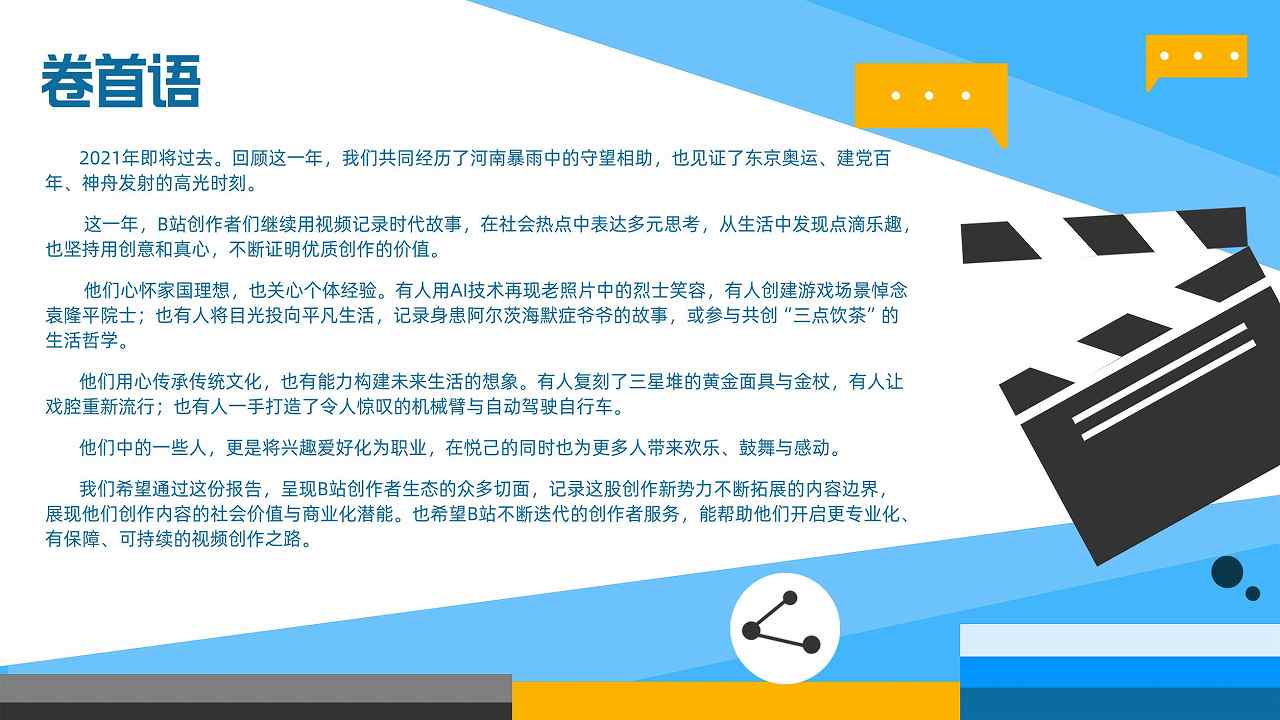 卷首语
2021年即将过去。回顾这一年，我们共同经历了河南暴雨中的守望相助，也见证了东京奥运、建党百
年、神舟发射的高光时刻。
这一年，B站创作者们继续用视频记录时代故事，在社会热点中表达多元思考，从生活中发现点滴乐趣，
也坚持用创意和真心，不断证明优质创作的价值。
他们心怀家国理想，也关心个体经验。有人用AI技术再现老照片中的烈士笑容，有人创建游戏场景悼念
袁隆平院士；也有人将目光投向平凡生活，记录身患阿尔茨海默症爷爷的故事，或参与共创“三点饮茶”的
生活哲学。
他们用心传承传统文化，也有能力构建未来生活的想象。有人复刻了三星堆的黄金面具与金杖，有人让
戏腔重新流行；也有人一手打造了令人惊叹的机械臂与自动驾驶自行车。
他们中的一些人，更是将兴趣爱好化为职业，在悦己的同时也为更多人带来欢乐、鼓舞与感动。
我们希望通过这份报告，呈现B站创作者生态的众多切面，记录这股创作新势力不断拓展的内容边界，
展现他们创作内容的社会价值与商业化潜能。也希望B站不断迭代的创作者服务，能帮助他们开启更专业化、
有保障、可持续的视频创作之路。